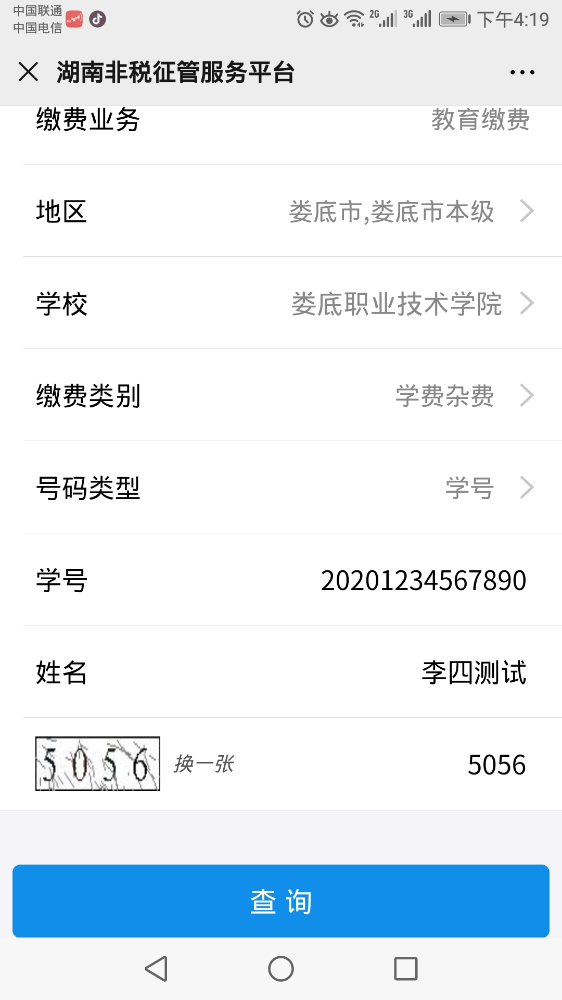 中国联通
中国电信
2G 3G 下午4:19
湖南非税征管服务平台
缴费业务 教育缴费
地区 娄底市,娄底市本级
学校 娄底职业技术学院
缴费类别 学费杂费
号码类型 学号
学号 20201234567890
姓名 李四测试
5056 换一张 5056
查 询